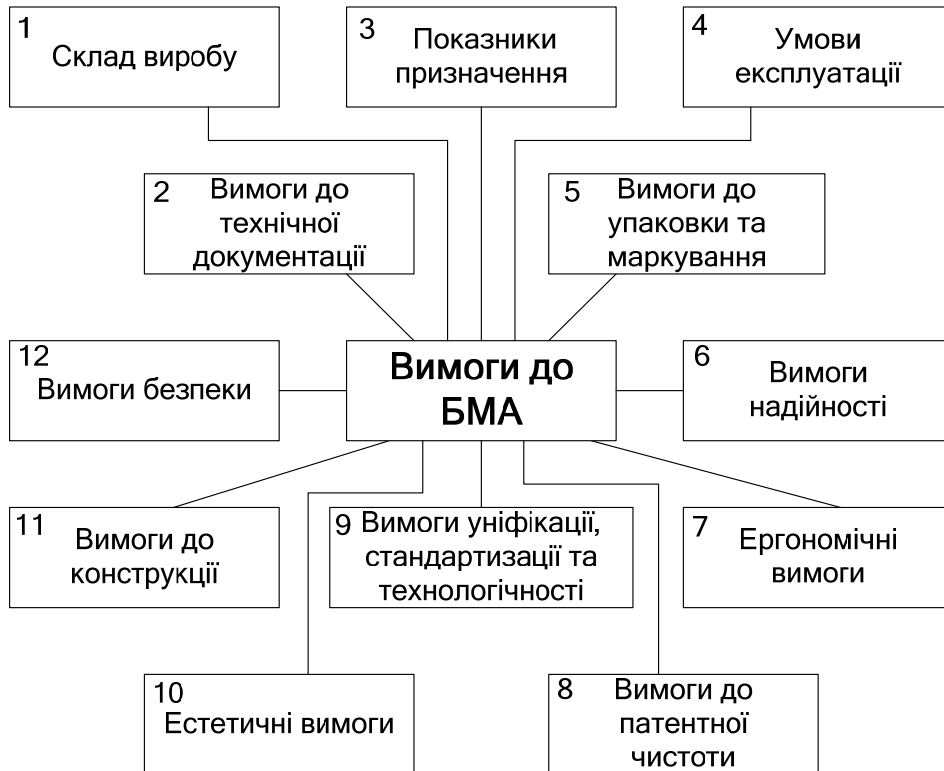 1
Склад виробу
3
Показники
призначення
4
Умови
експлуатації
2
Вимоги до
технічної
документації
5
Вимоги до
упаковки та
маркування
12
Вимоги безпеки
Вимоги до
БМА
6
Вимоги
надійності
11
Вимоги до
конструкції
9
Вимоги уніфікації,
стандартизації та
технологічності
7
Ергономічні
вимоги
10
Естетичні вимоги
8
Вимоги до
патентної
чистоти